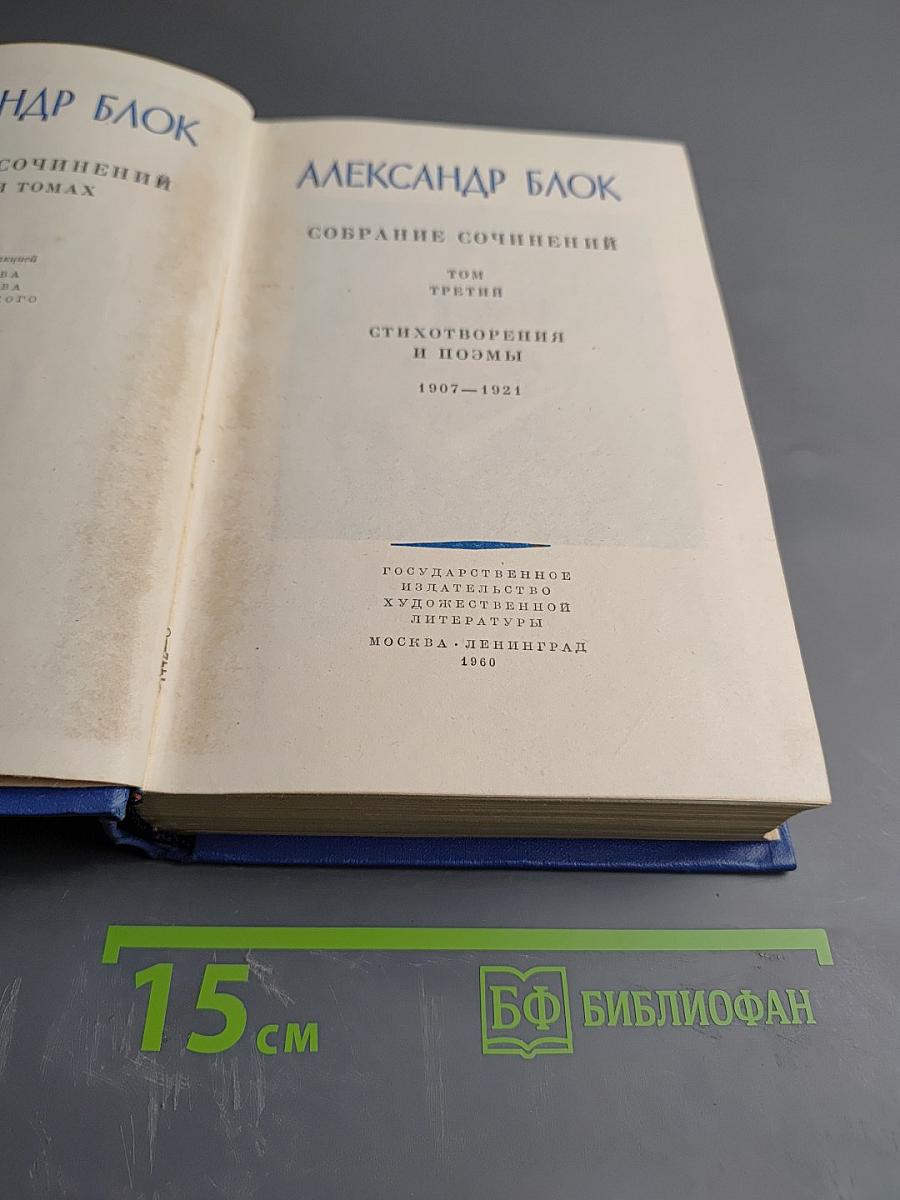 БЛОК
СОЧИНЕНИЙ
ТОМАХ
АЛЕКСАНДР БЛОК
СОБРАНИЕ СОЧИНЕНИЙ
ТОМ
ТРЕТИЙ
СТИХОТВОРЕНИЯ
И ПОЭМЫ
1907—1921
ГОСУДАРСТВЕННОЕ
ИЗДАТЕЛЬСТВО
ХУДОЖЕСТВЕННОЙ
ЛИТЕРАТУРЫ
МОСКВА · ЛЕНИНГРАД
1960
15 см
БФ БИБЛИОФАН